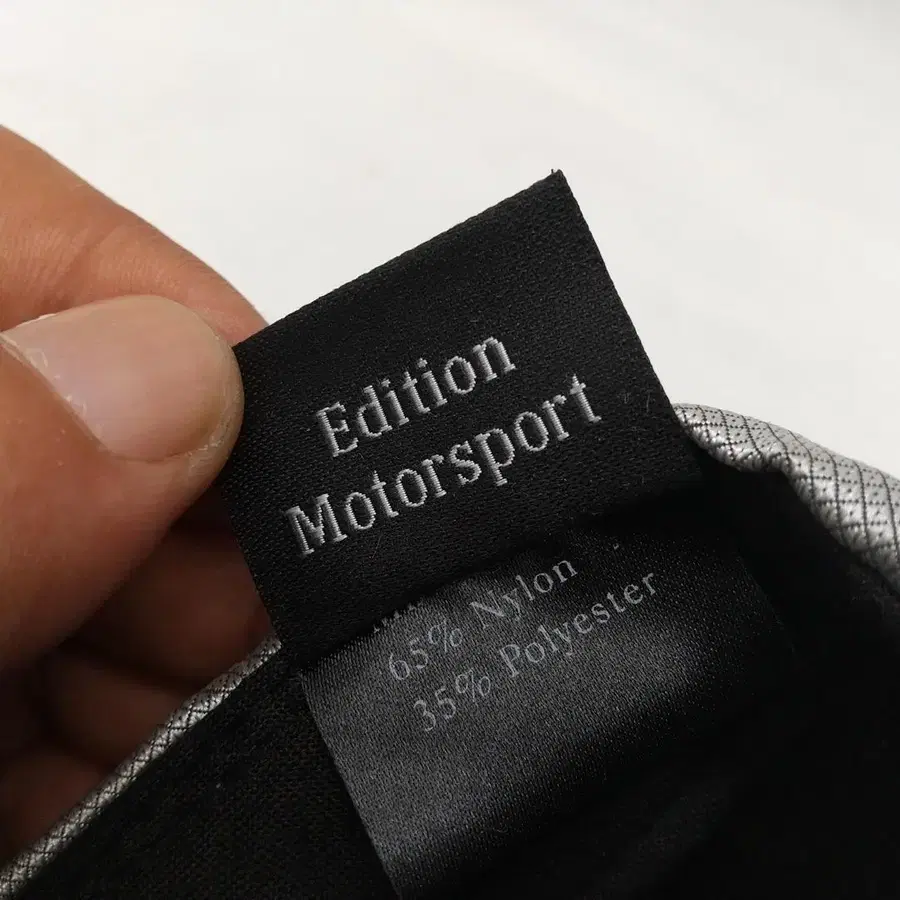 Edition
Motorsport
65% Nylon
35% Polyester